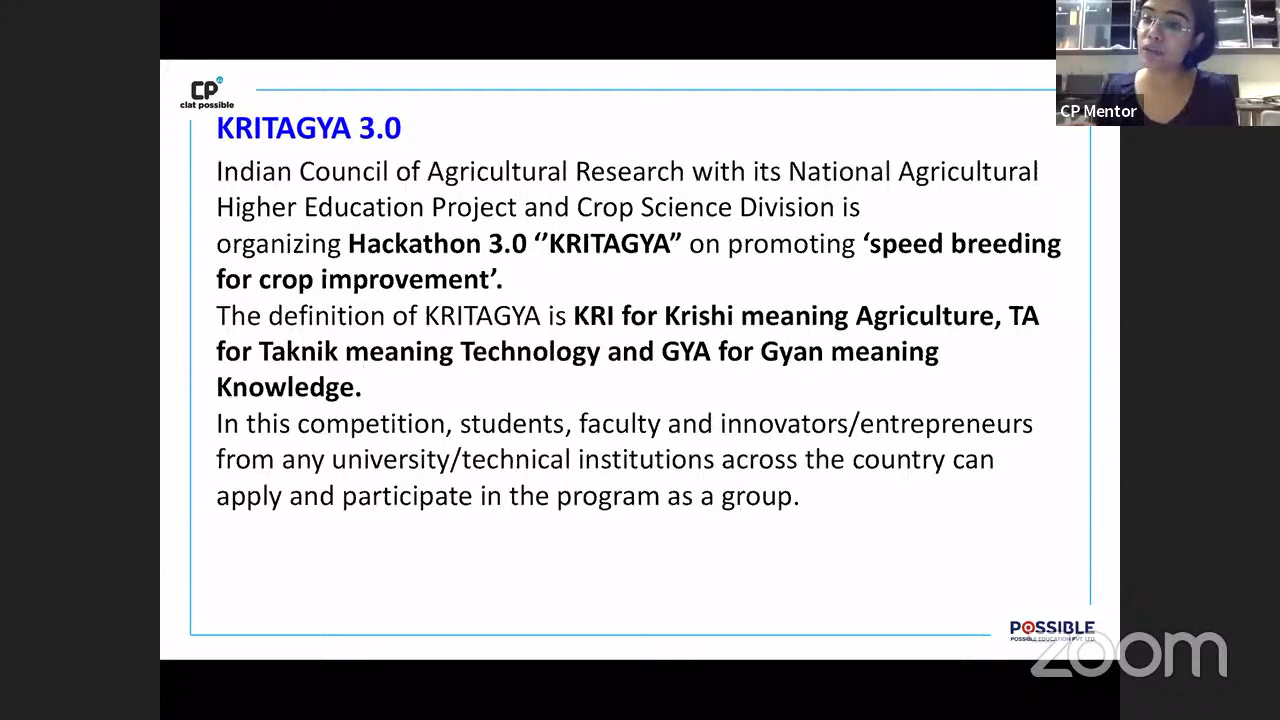 CP
clat possible
CP Mentor
KRITAGYA 3.0
Indian Council of Agricultural Research with its National Agricultural
Higher Education Project and Crop Science Division is
organizing Hackathon 3.0 ‘’KRITAGYA” on promoting ‘speed breeding
for crop improvement’.
The definition of KRITAGYA is KRI for Krishi meaning Agriculture, TA
for Taknik meaning Technology and GYA for Gyan meaning
Knowledge.
In this competition, students, faculty and innovators/entrepreneurs
from any university/technical institutions across the country can
apply and participate in the program as a group.
POSSIBLE
POSSIBLE EDUCATION PVT. LTD.
zoom